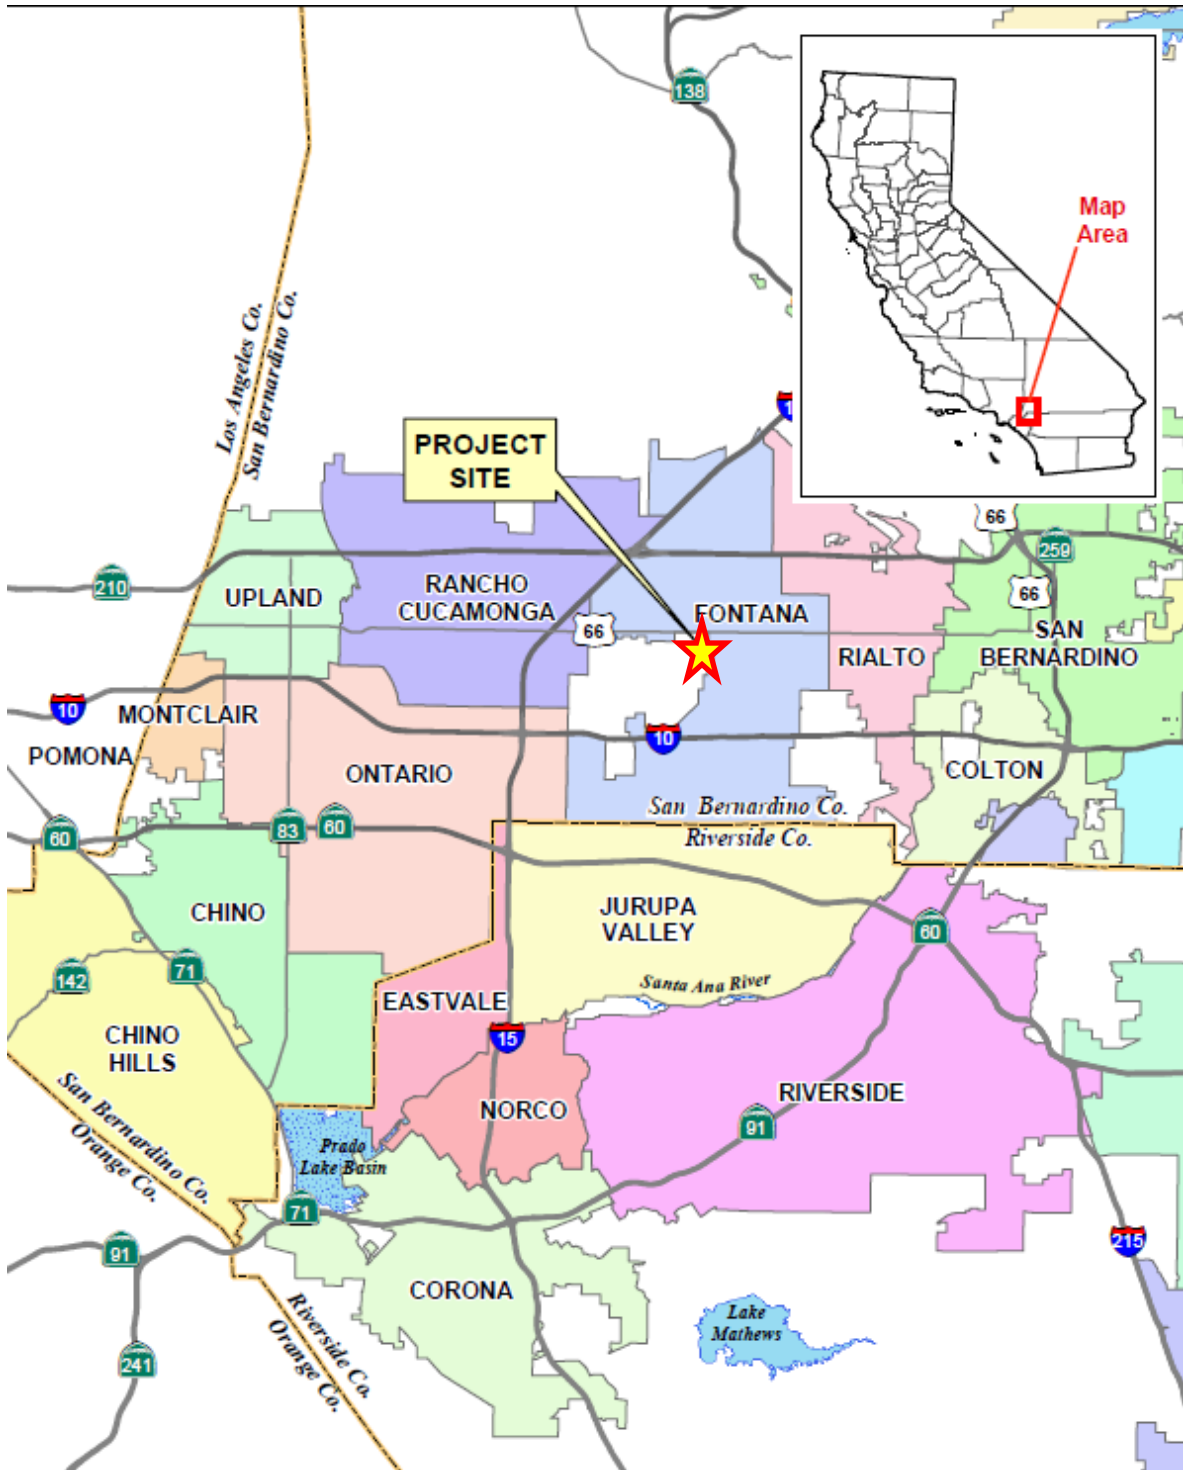 138
Map
Area
Los Angeles Co.
San Bernardino Co.
PROJECT
SITE
66
259
210
UPLAND
RANCHO
CUCAMONGA
66
FONTANA
66
SAN
BERNARDINO
RIALTO
10
MONTCLAIR
POMONA
ONTARIO
10
COLTON
San Bernardino Co.
Riverside Co.
60
83
60
CHINO
JURUPA
VALLEY
60
142
71
EASTVALE
Santa Ana River
CHINO
HILLS
15
RIVERSIDE
NORCO
San Bernardino Co.
Orange Co.
Prado
Lake Basin
91
71
91
215
CORONA
Riverside Co.
Orange Co.
Lake
Mathews
241